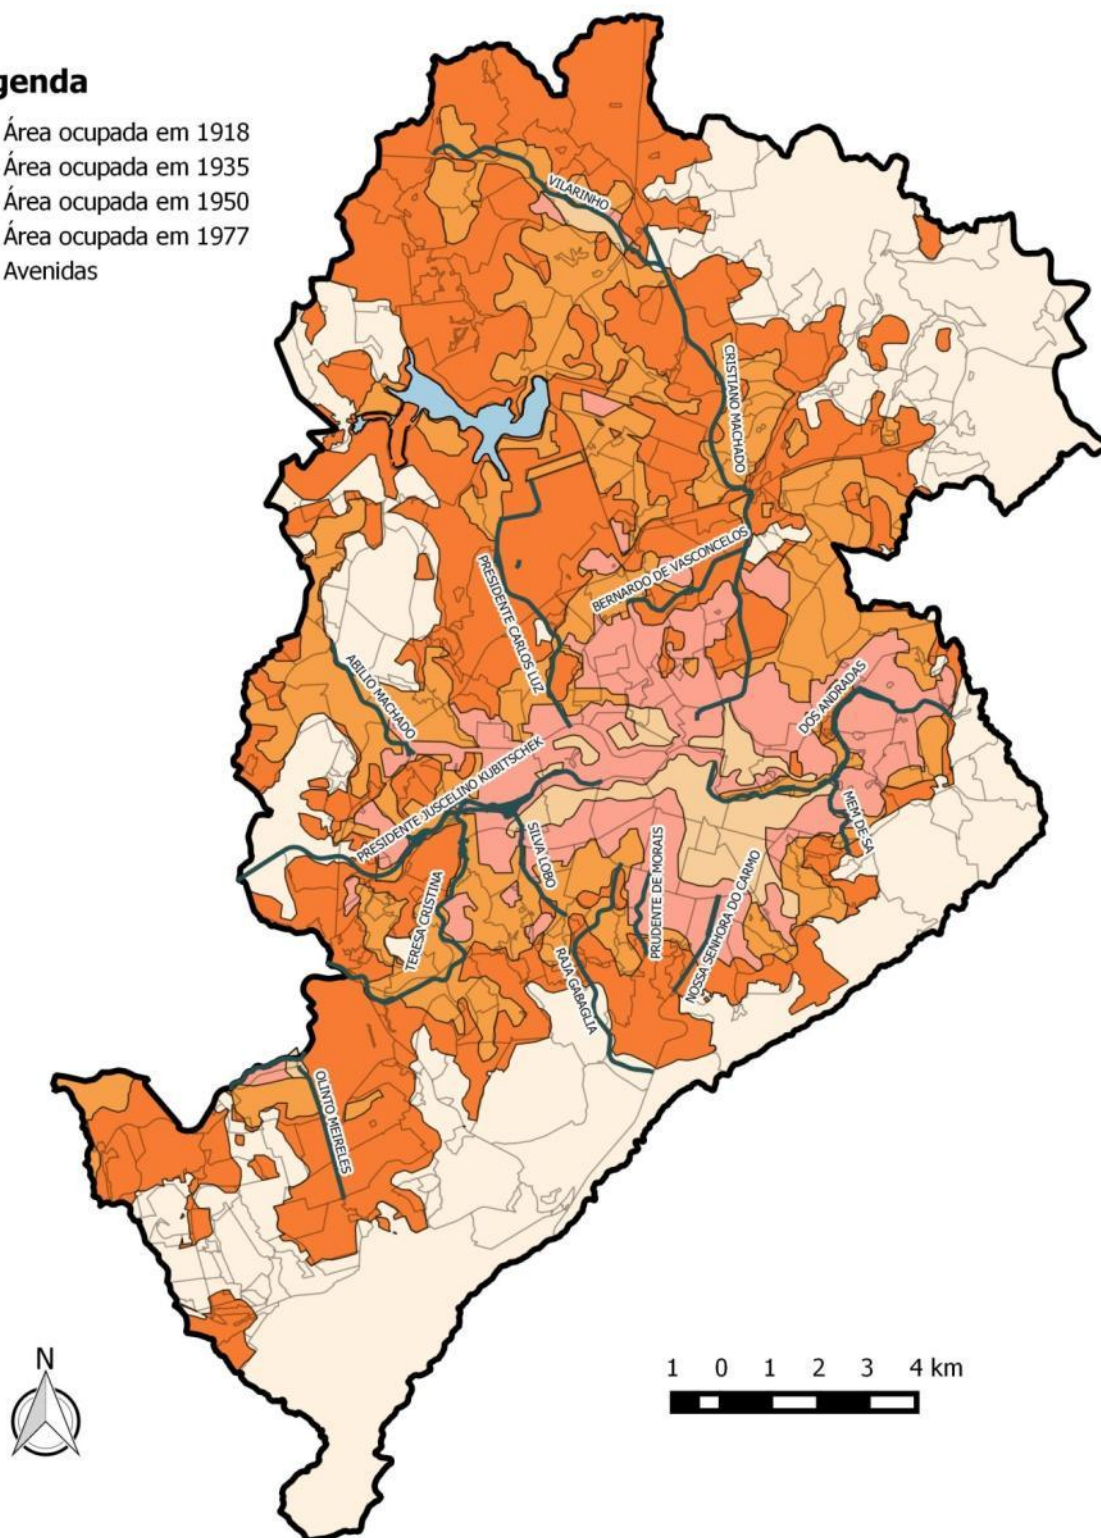 genda
Área ocupada em 1918
Área ocupada em 1935
Área ocupada em 1950
Área ocupada em 1977
Avenidas
VILARINHO
CRISTIANO MACHADO
BERNARDO DE VASCONCELOS
PRESIDENTE CARLOS LUZ
ABILIO MACHADO
DOS ANDRADAS
PRESIDENTE JUSCELINO KUBITSCHEK
MEM DE SA
SILVA LOBO
PRUDENTE DE MORAIS
TERESA CRISTINA
NOSSA SENHORA DO CARMO
RAJA GABAGLIA
OLINTO MEIRELES
N
1 0 1 2 3 4 km